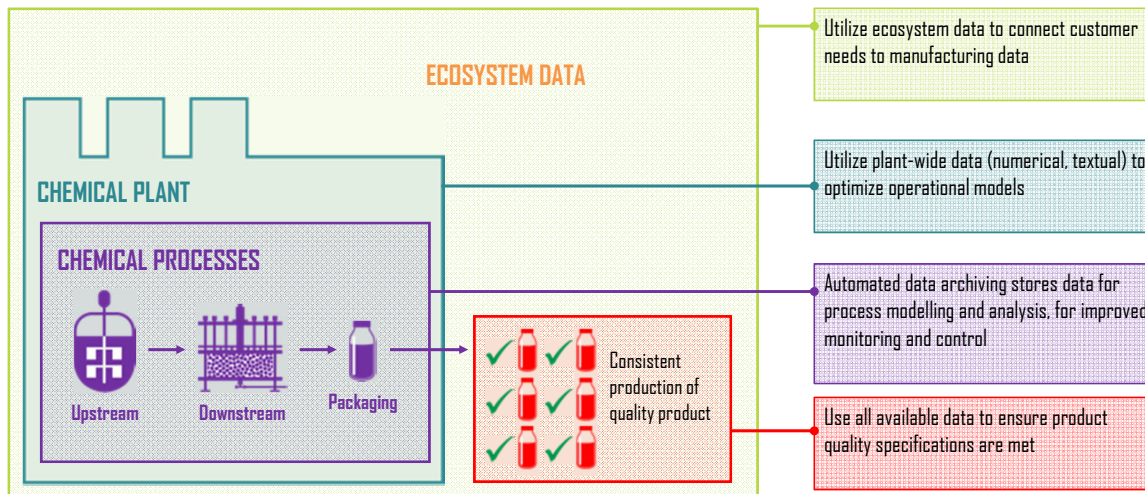 ECOSYSTEM DATA
CHEMICAL PLANT
CHEMICAL PROCESSES
Upstream
Downstream
Packaging
Consistent
production of
quality product
Utilize ecosystem data to connect customer
needs to manufacturing data
Utilize plant-wide data (numerical, textual) to
optimize operational models
Automated data archiving stores data for
process modelling and analysis, for improved
monitoring and control
Use all available data to ensure product
quality specifications are met